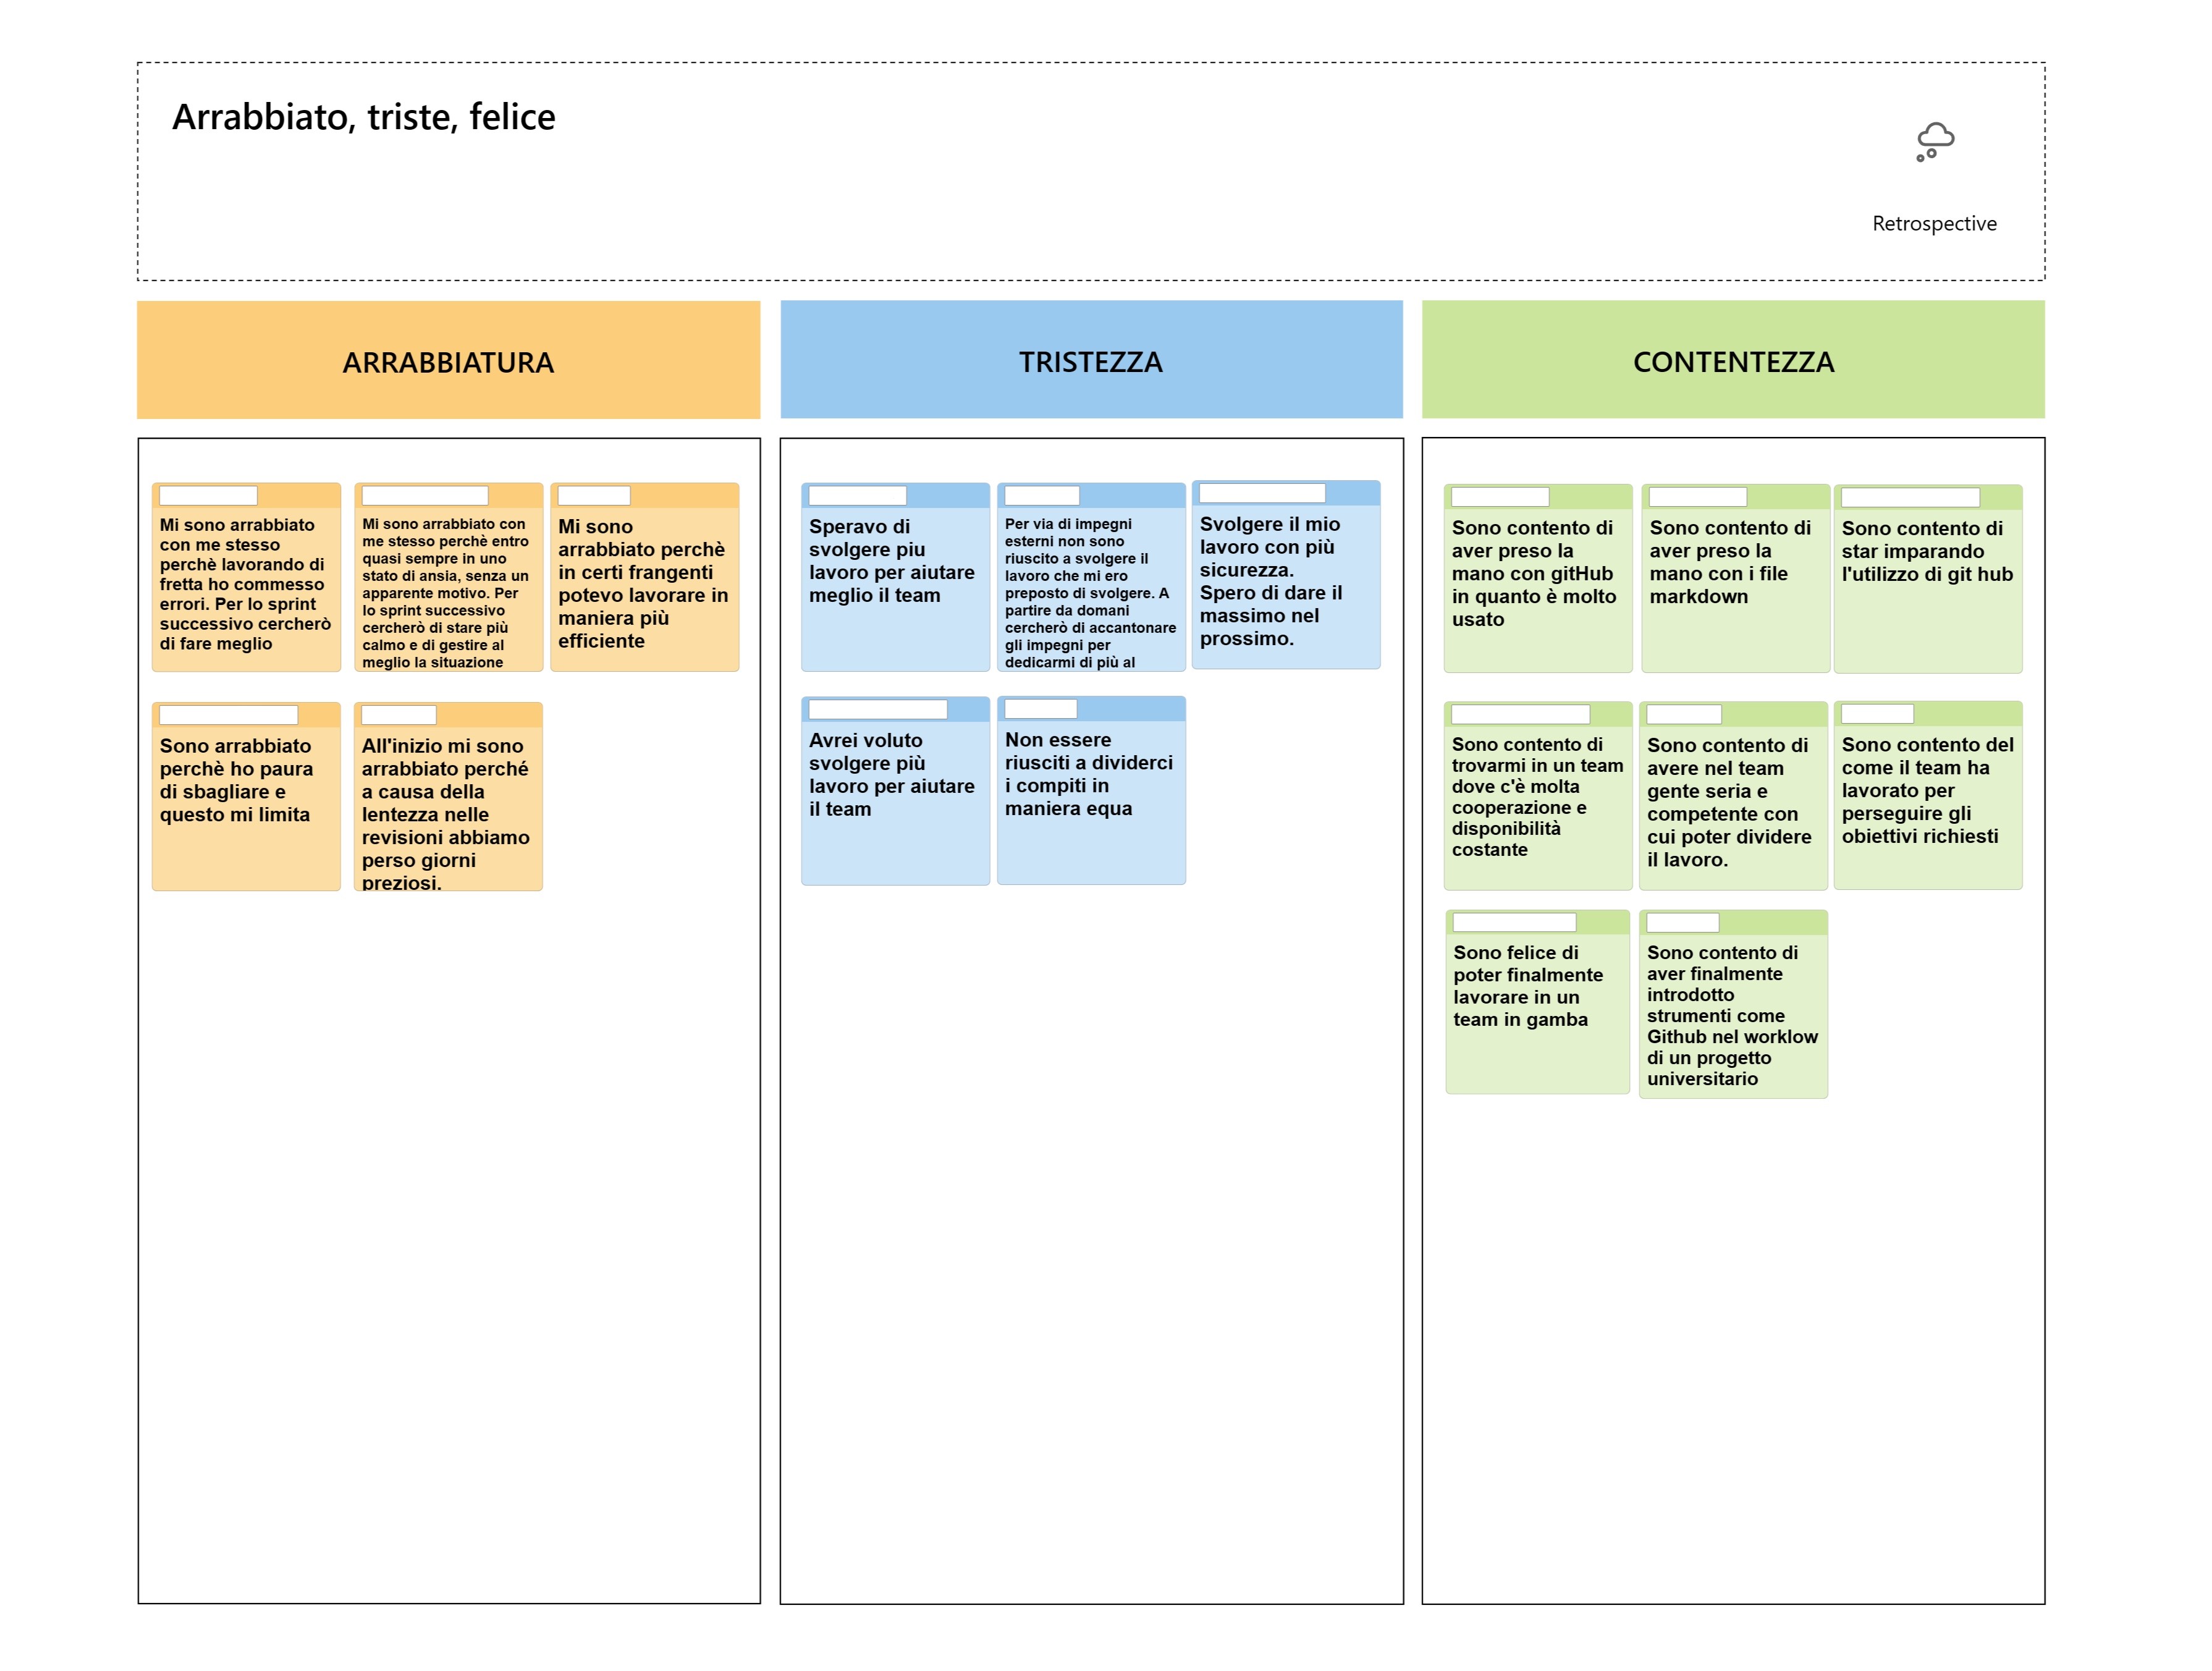 Arrabbiato, triste, felice
Retrospective
ARRABBIATURA
Mi sono arrabbiato
con me stesso
perchè lavorando di
fretta ho commesso
errori. Per lo sprint
successivo cercherò
di fare meglio
Mi sono arrabbiato con
me stesso perchè entro
quasi sempre in uno
stato di ansia, senza un
apparente motivo. Per
lo sprint successivo
cercherò di stare più
calmo e di gestire al
meglio la situazione
Mi sono
arrabbiato perchè
in certi frangenti
potevo lavorare in
maniera più
efficiente
Sono arrabbiato
perchè ho paura
di sbagliare e
questo mi limita
All'inizio mi sono
arrabbiato perché
a causa della
lentezza nelle
revisioni abbiamo
perso giorni
preziosi.
TRISTEZZA
Speravo di
svolgere piu
lavoro per aiutare
meglio il team
Per via di impegni
esterni non sono
riuscito a svolgere il
lavoro che mi ero
preposto di svolgere. A
partire da domani
cercherò di accantonare
gli impegni per
dedicarmi di più al
Svolgere il mio
lavoro con più
sicurezza.
Spero di dare il
massimo nel
prossimo.
Avrei voluto
svolgere più
lavoro per aiutare
il team
Non essere
riusciti a dividerci
i compiti in
maniera equa
CONTENTEZZA
Sono contento di
aver preso la
mano con gitHub
in quanto è molto
usato
Sono contento di
aver preso la
mano con i file
markdown
Sono contento di
star imparando
l'utilizzo di git hub
Sono contento di
trovarmi in un team
dove c'è molta
cooperazione e
disponibilità
costante
Sono contento di
avere nel team
gente seria e
competente con
cui poter dividere
il lavoro.
Sono contento del
come il team ha
lavorato per
perseguire gli
obiettivi richiesti
Sono felice di
poter finalmente
lavorare in un
team in gamba
Sono contento di
aver finalmente
introdotto
strumenti come
Github nel worklow
di un progetto
universitario